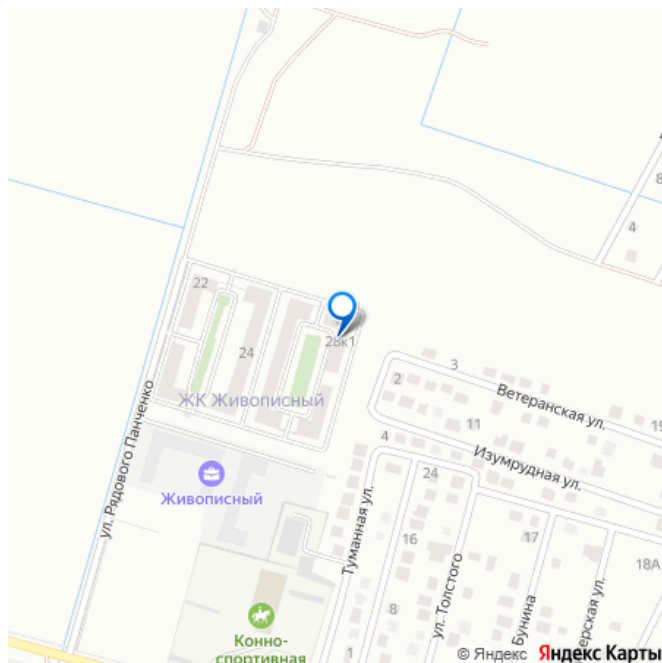 8
4
22
28к1
24
3
2
Ветеранская ул.
19
ЖК Живописный
ул. Рядового Панченко
11
4
Изумрудная ул.
24
Живописный
Туманная ул.
16
17
18А
ул. Толстого
8
Бунина
1
Конно-
спортивная
© Яндекс Яндекс Карты